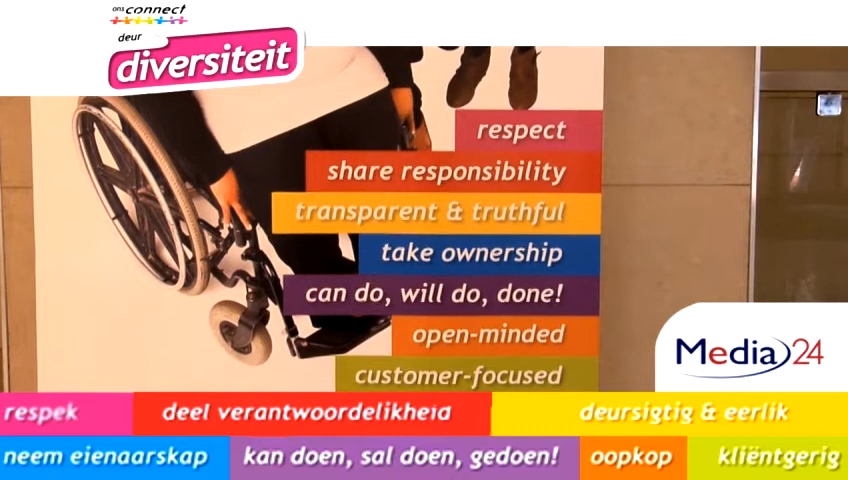 ons connect
deur
diversiteit
respect
share responsibility
transparent & truthful
take ownership
can do, will do, done!
open-minded
customer-focused
Media24
respek deel verantwoordelikheid deursigtig & eerlik
neem eienaarskap kan doen, sal doen, gedoen! oopkop kliëntgerig